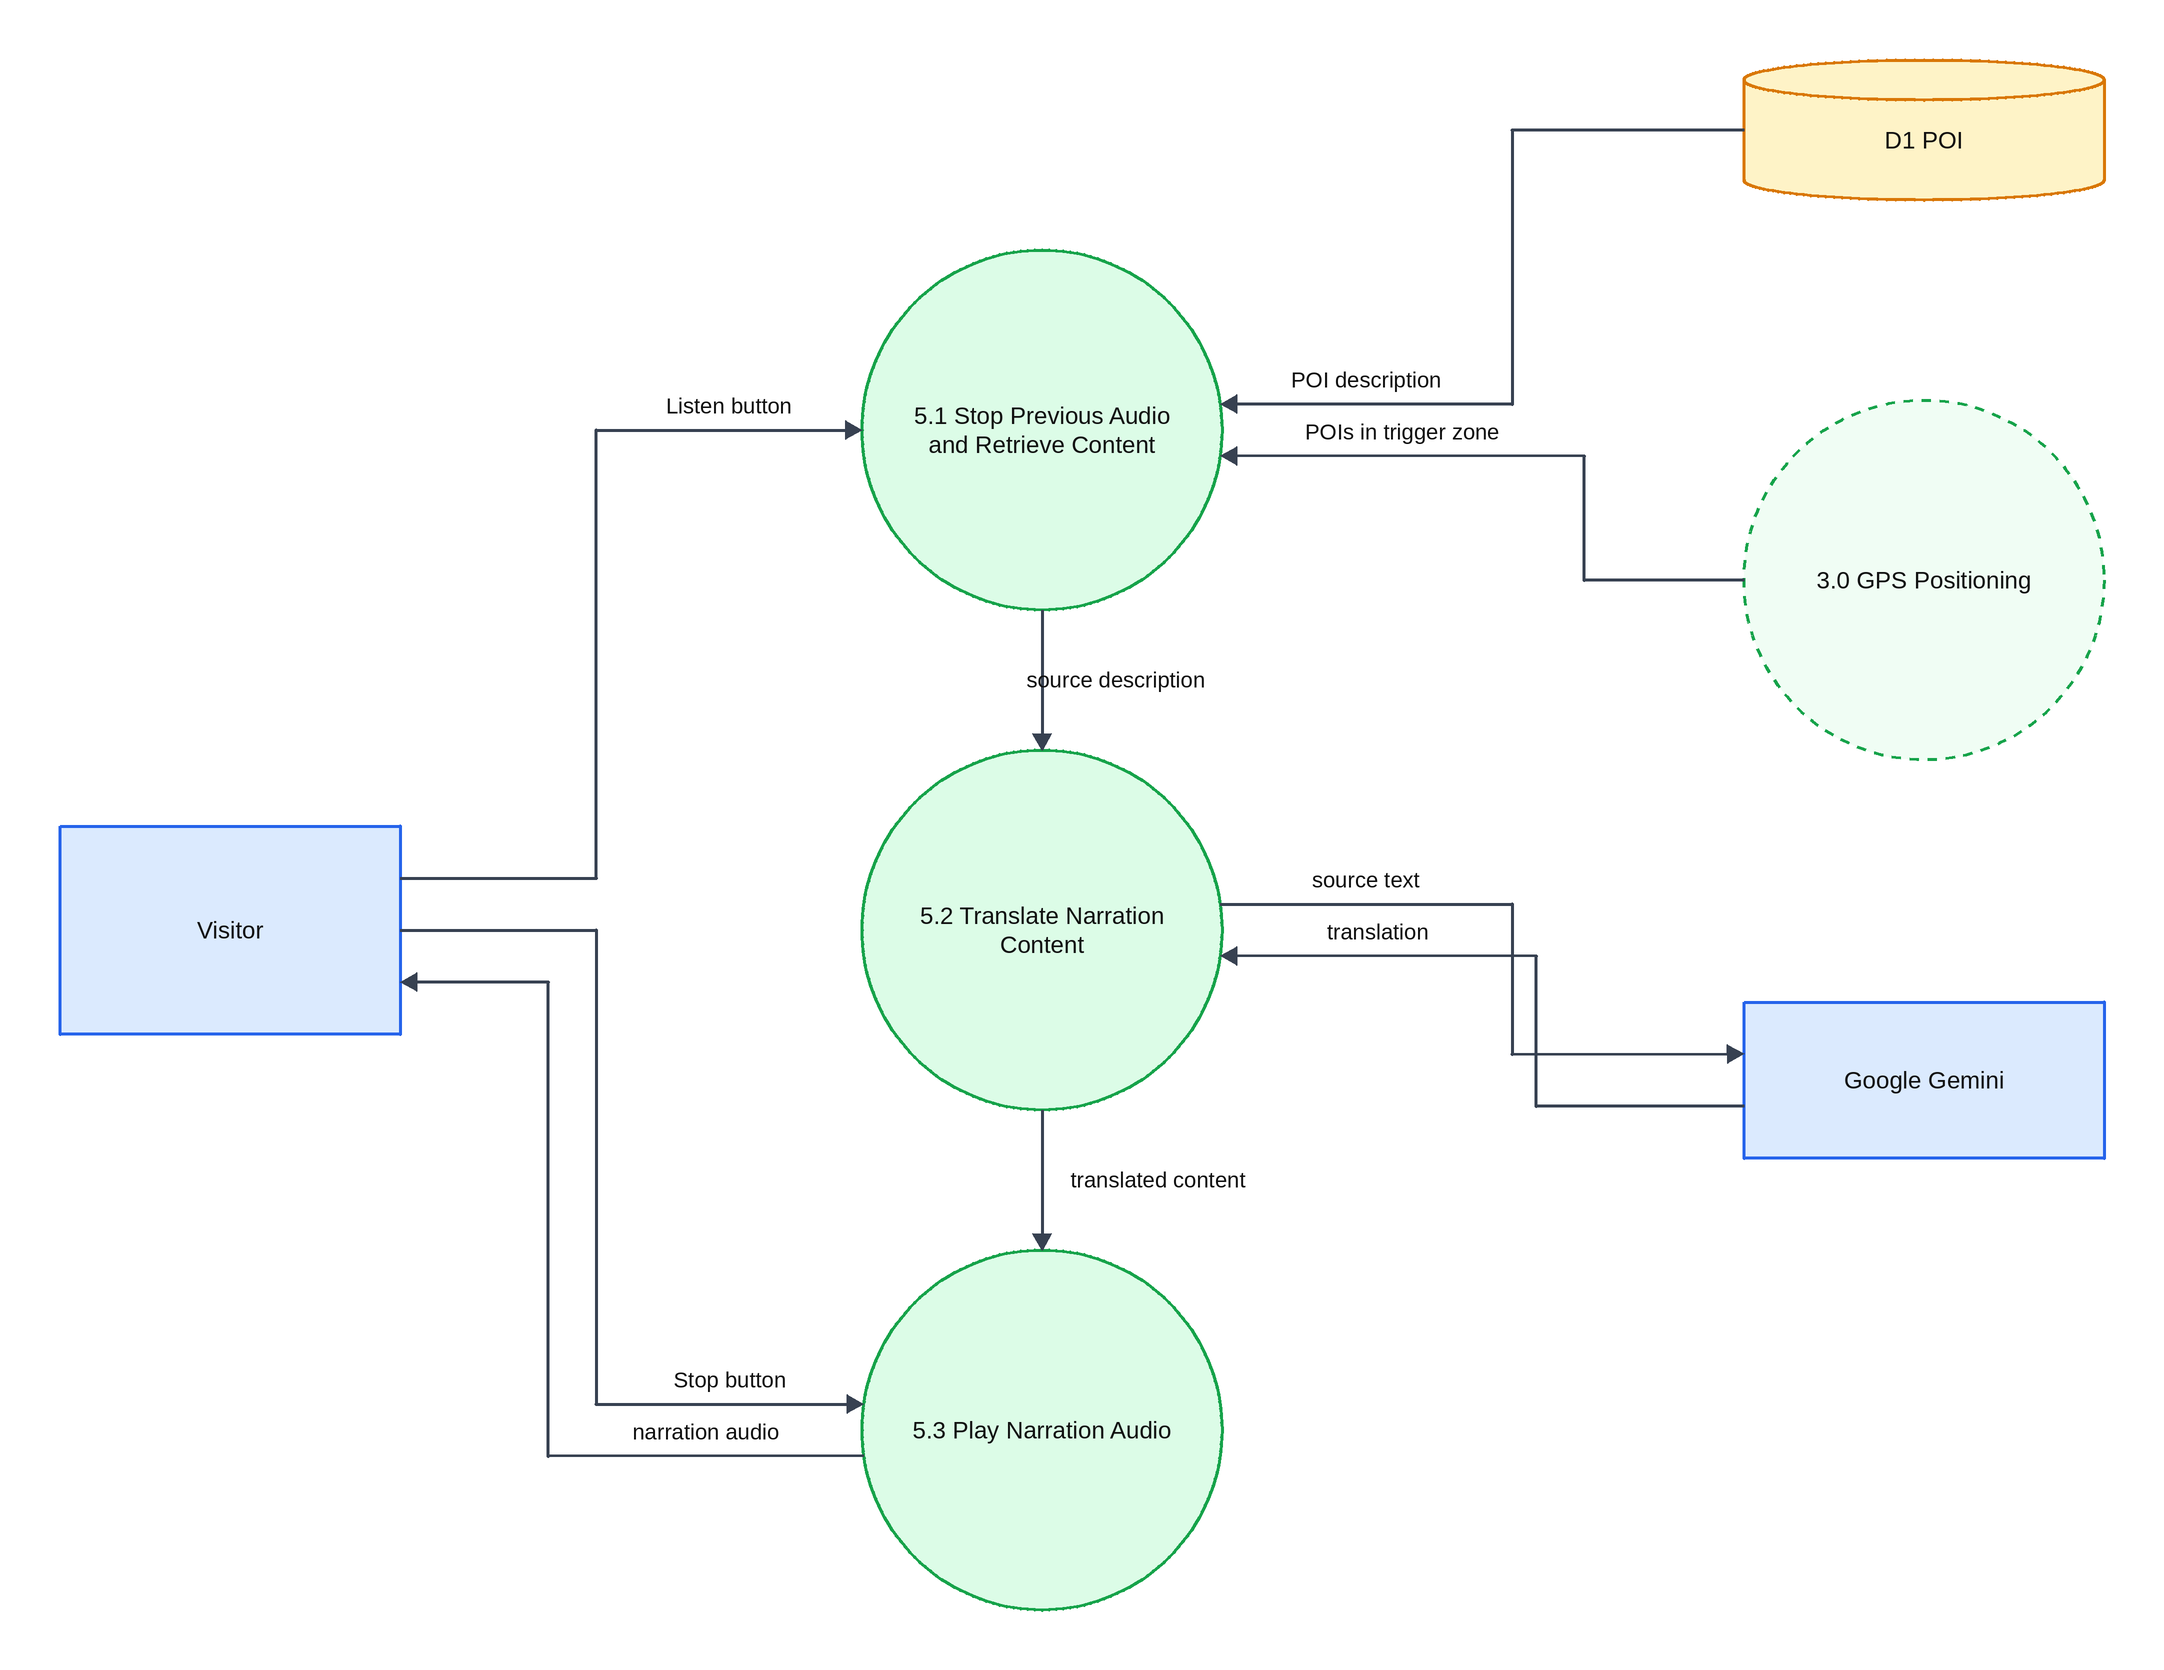 D1 POI
POI description
Listen button
5.1 Stop Previous Audio
and Retrieve Content
POIs in trigger zone
3.0 GPS Positioning
source description
source text
5.2 Translate Narration
Content
translation
Visitor
Google Gemini
translated content
Stop button
narration audio
5.3 Play Narration Audio